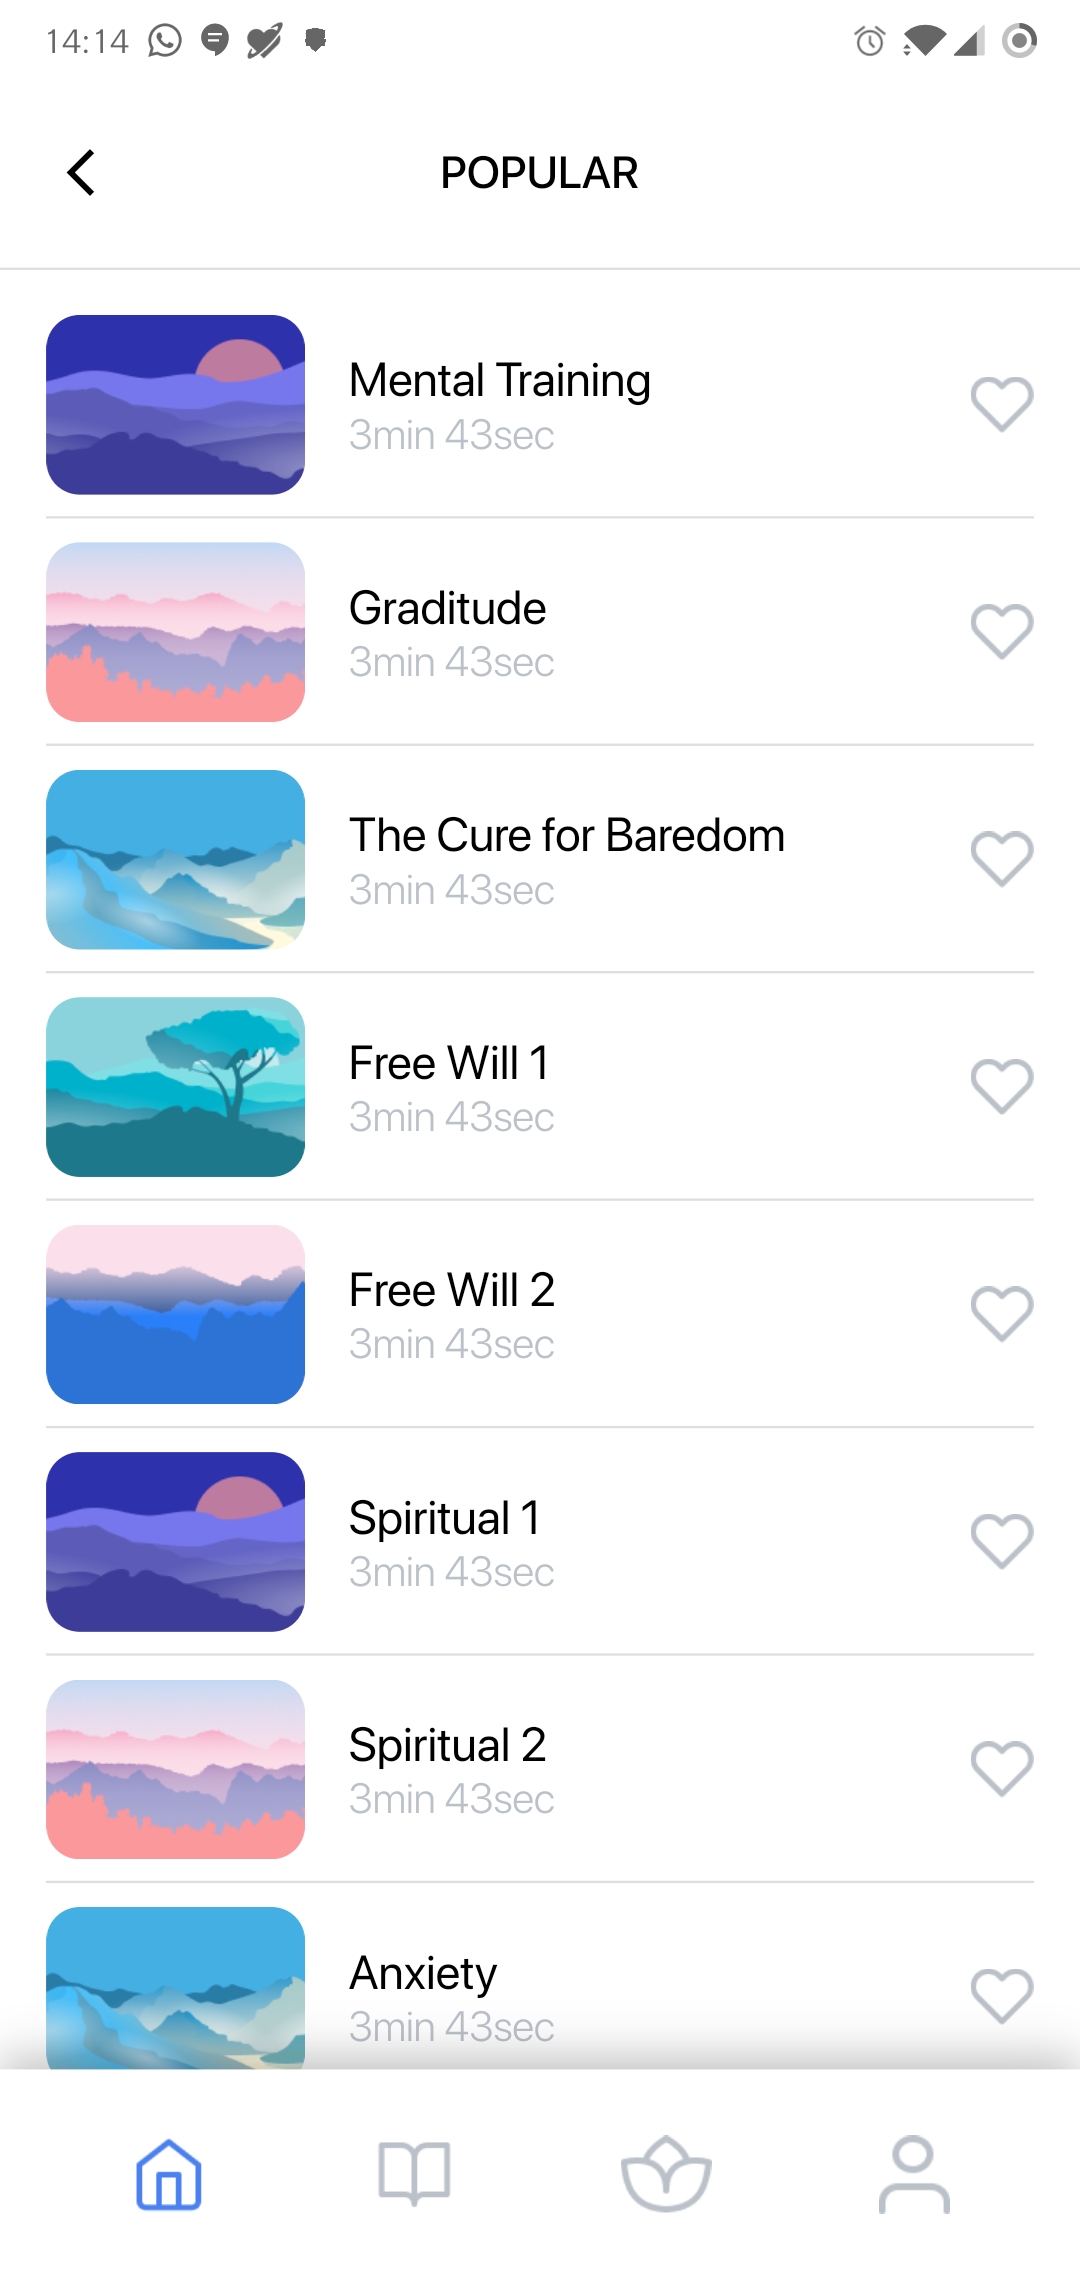 14:14
POPULAR
Mental Training
3min 43sec
Graditude
3min 43sec
The Cure for Baredom
3min 43sec
Free Will 1
3min 43sec
Free Will 2
3min 43sec
Spiritual 1
3min 43sec
Spiritual 2
3min 43sec
Anxiety
3min 43sec